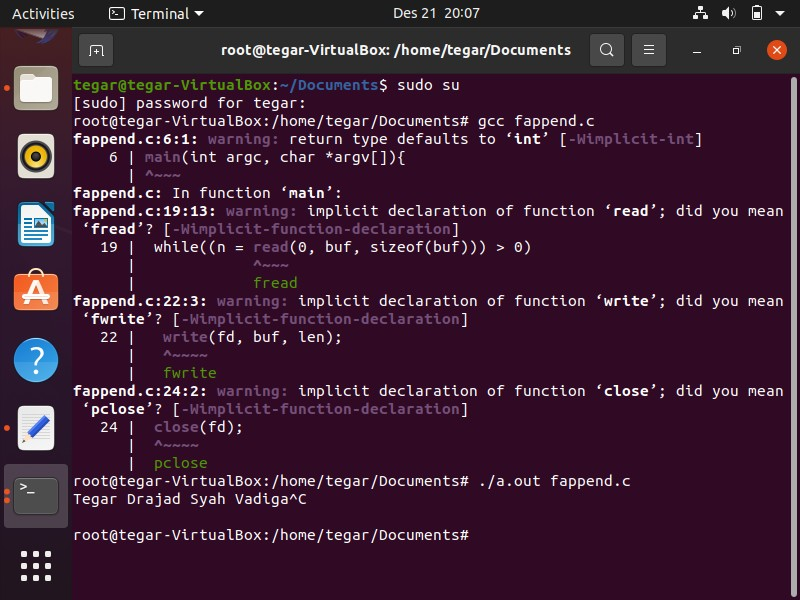 Activities Terminal Des 21 20:07
root@tegar-VirtualBox: /home/tegar/Documents
tegar@tegar-VirtualBox:~/Documents$ sudo su
[sudo] password for tegar:
root@tegar-VirtualBox:/home/tegar/Documents# gcc fappend.c
fappend.c:6:1: warning: return type defaults to ‘int’ [-Wimplicit-int]
    6 | main(int argc, char *argv[]){
      | ^~~~
fappend.c: In function ‘main’:
fappend.c:19:13: warning: implicit declaration of function ‘read’; did you mean
 ‘fread’? [-Wimplicit-function-declaration]
   19 |  while((n = read(0, buf, sizeof(buf))) > 0)
      |             ^~~~
      |             fread
fappend.c:22:3: warning: implicit declaration of function ‘write’; did you mean
 ‘fwrite’? [-Wimplicit-function-declaration]
   22 |   write(fd, buf, len);
      |   ^~~~~
      |   fwrite
fappend.c:24:2: warning: implicit declaration of function ‘close’; did you mean
 ‘pclose’? [-Wimplicit-function-declaration]
   24 |  close(fd);
      |  ^~~~~
      |  pclose
root@tegar-VirtualBox:/home/tegar/Documents# ./a.out fappend.c
Tegar Drajad Syah Vadiga^C
root@tegar-VirtualBox:/home/tegar/Documents#